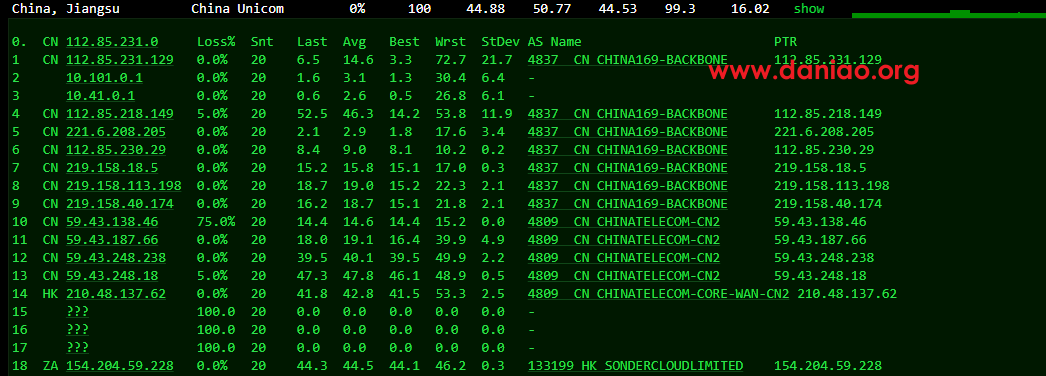 China, Jiangsu China Unicom 0% 100 44.88 50.77 44.53 99.3 16.02 show
0. CN 112.85.231.0 Loss% Snt Last Avg Best Wrst StDev AS Name PTR
1 CN 112.85.231.129 0.0% 20 6.5 14.6 3.3 72.7 21.7 4837 CN CHINA169-BACKBONE 112.85.231.129
www.daniao.org
2 10.101.0.1 0.0% 20 1.6 3.1 1.3 30.4 6.4 -
3 10.41.0.1 0.0% 20 0.6 2.6 0.5 26.8 6.1 -
4 CN 112.85.218.149 5.0% 20 52.5 46.3 14.2 53.8 11.9 4837 CN CHINA169-BACKBONE 112.85.218.149
5 CN 221.6.208.205 0.0% 20 2.1 2.9 1.8 17.6 3.4 4837 CN CHINA169-BACKBONE 221.6.208.205
6 CN 112.85.230.29 0.0% 20 8.4 9.0 8.1 10.2 0.2 4837 CN CHINA169-BACKBONE 112.85.230.29
7 CN 219.158.18.5 0.0% 20 15.2 15.8 15.1 17.0 0.3 4837 CN CHINA169-BACKBONE 219.158.18.5
8 CN 219.158.113.198 0.0% 20 18.7 19.0 15.2 22.3 2.1 4837 CN CHINA169-BACKBONE 219.158.113.198
9 CN 219.158.40.174 0.0% 20 16.2 18.7 15.1 21.8 2.1 4837 CN CHINA169-BACKBONE 219.158.40.174
10 CN 59.43.138.46 75.0% 20 14.4 14.6 14.4 15.2 0.0 4809 CN CHINATELECOM-CN2 59.43.138.46
11 CN 59.43.187.66 0.0% 20 18.0 19.1 16.4 39.9 4.9 4809 CN CHINATELECOM-CN2 59.43.187.66
12 CN 59.43.248.238 0.0% 20 39.5 40.1 39.5 49.9 2.2 4809 CN CHINATELECOM-CN2 59.43.248.238
13 CN 59.43.248.18 5.0% 20 47.3 47.8 46.1 48.9 0.5 4809 CN CHINATELECOM-CN2 59.43.248.18
14 HK 210.48.137.62 0.0% 20 41.8 42.8 41.5 53.3 2.5 4809 CN CHINATELECOM-CORE-WAN-CN2 210.48.137.62
15 ??? 100.0 20 0.0 0.0 0.0 0.0 0.0 -
16 ??? 100.0 20 0.0 0.0 0.0 0.0 0.0 -
17 ??? 100.0 20 0.0 0.0 0.0 0.0 0.0 -
18 ZA 154.204.59.228 0.0% 20 44.3 44.5 44.1 46.2 0.3 133199 HK SONDERCLOUDLIMITED 154.204.59.228